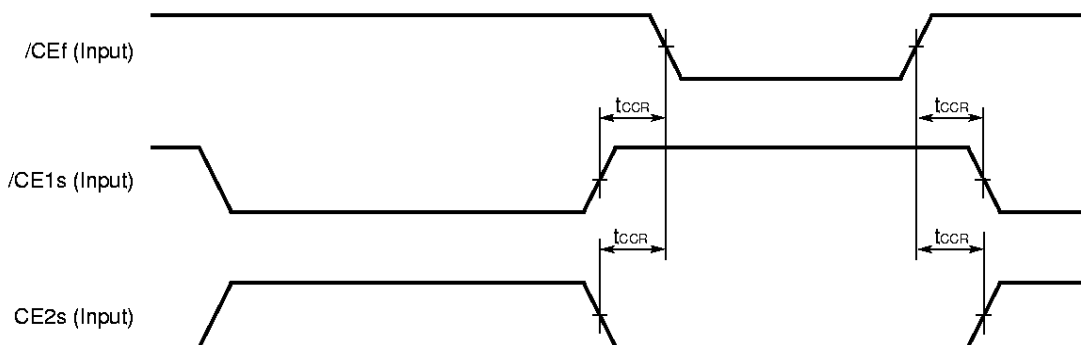 /CEf (Input)
tCCR tCCR
/CE1s (Input)
tCCR tCCR
CE2s (Input)